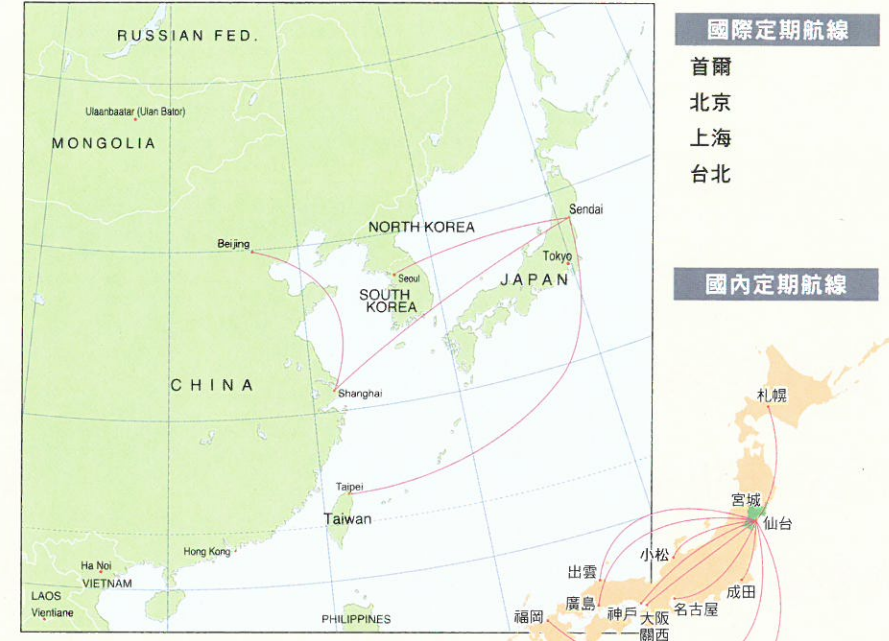 RUSSIAN FED.
Ulaanbaatar (Ulan Bator)
MONGOLIA
Sendai
NORTH KOREA
Beijing
Tokyo
Seoul
JAPAN
SOUTH
KOREA
CHINA
Shanghai
Taipei
Taiwan
Hong Kong
Ha Noi
VIETNAM
LAOS
Vientiane
PHILIPPINES
國際定期航線
首爾
北京
上海
台北
國內定期航線
札幌
宮城
仙台
小松
出雲
成田
廣島
神戶
大阪
關西
名古屋
福岡